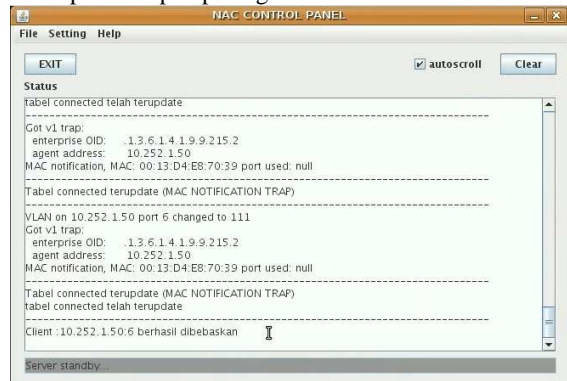 NAC CONTROL PANEL
File Setting Help
EXIT
autoscroll
Clear
Status
tabel connected telah terupdate
Got v1 trap:
enterprise OID: .1.3.6.1.4.1.9.9.215.2
agent address: 10.252.1.50
MAC notification, MAC: 00:13:D4:E8:70:39 port used: null
Tabel connected terupdate (MAC NOTIFICATION TRAP)
VLAN on 10.252.1.50 port 6 changed to 111
Got v1 trap:
enterprise OID: .1.3.6.1.4.1.9.9.215.2
agent address: 10.252.1.50
MAC notification, MAC: 00:13:D4:E8:70:39 port used: null
Tabel connected terupdate (MAC NOTIFICATION TRAP)
tabel connected telah terupdate
Client :10.252.1.50:6 berhasil dibebaskan
Server standby...